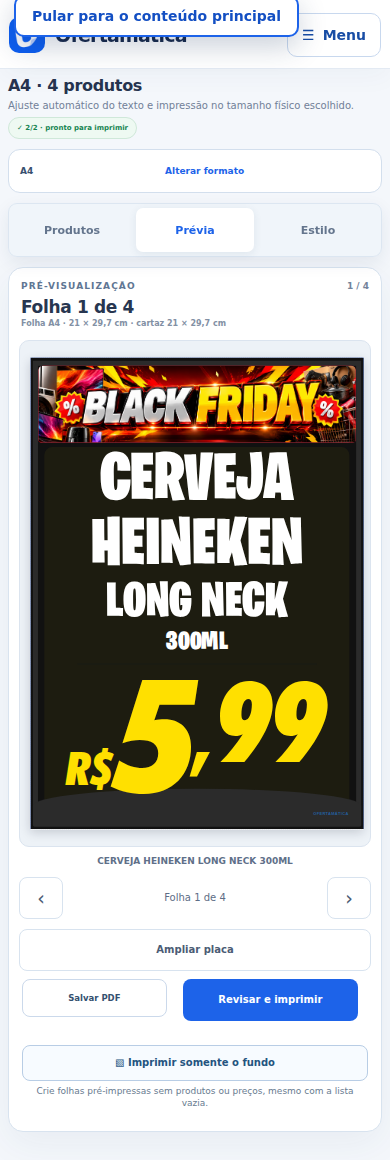 Pular para o conteúdo principal
Ofertamática
☰ Menu
A4 · 4 produtos
Ajuste automático do texto e impressão no tamanho físico escolhido.
✓ 2/2 · pronto para imprimir
A4
Alterar formato
Produtos
Prévia
Estilo
PRÉ-VISUALIZAÇÃO
1 / 4
Folha 1 de 4
Folha A4 · 21 × 29,7 cm · cartaz 21 × 29,7 cm
% BLACK FRIDAY %
CERVEJA
HEINEKEN
LONG NECK
300ML
R$5,99
OFERTAMÁTICA
CERVEJA HEINEKEN LONG NECK 300ML
‹
Folha 1 de 4
›
Ampliar placa
Salvar PDF
Revisar e imprimir
▧ Imprimir somente o fundo
Crie folhas pré-impressas sem produtos ou preços, mesmo com a lista
vazia.